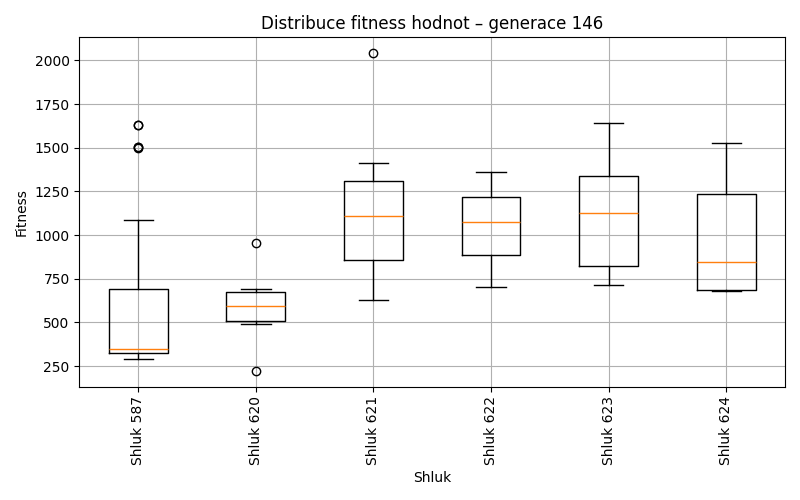 Distribuce fitness hodnot – generace 146
Fitness
2000
1750
1500
1250
1000
750
500
250
Shluk 587
Shluk 620
Shluk 621
Shluk 622
Shluk 623
Shluk 624
Shluk